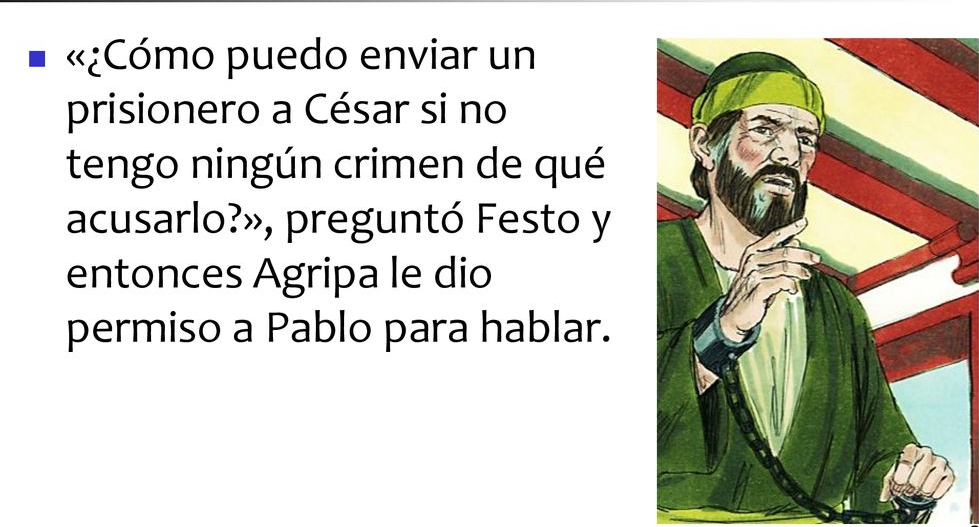 «¿Cómo puedo enviar un
prisionero a César si no
tengo ningún crimen de qué
acusarlo?», preguntó Festo y
entonces Agripa le dio
permiso a Pablo para hablar.